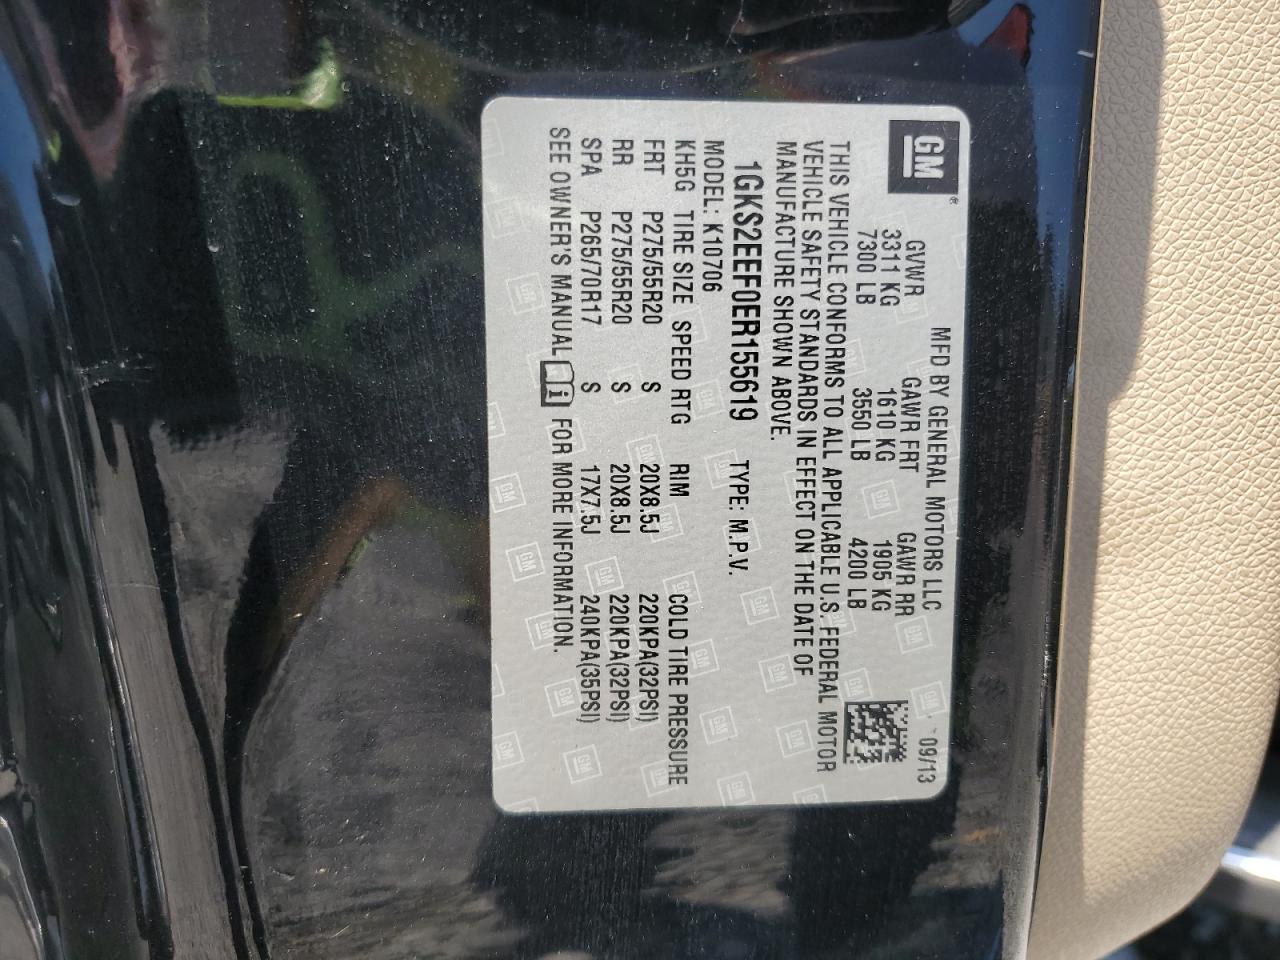 GM®
MFD BY GENERAL MOTORS LLC 09/13
GVWR GAWR FRT GAWR RR
3311 KG 1610 KG 1905 KG
7300 LB 3550 LB 4200 LB
THIS VEHICLE CONFORMS TO ALL APPLICABLE U.S. FEDERAL MOTOR
VEHICLE SAFETY STANDARDS IN EFFECT ON THE DATE OF
MANUFACTURE SHOWN ABOVE.
1GKS2EEF0ER155619 TYPE: M.P.V.
MODEL: K10706
KH5G TIRE SIZE SPEED RTG RIM COLD TIRE PRESSURE
FRT P275/55R20 S 20X8.5J 220KPA(32PSI)
RR P275/55R20 S 20X8.5J 220KPA(32PSI)
SPA P265/70R17 S 17X7.5J 240KPA(35PSI)
SEE OWNER'S MANUAL i FOR MORE INFORMATION.